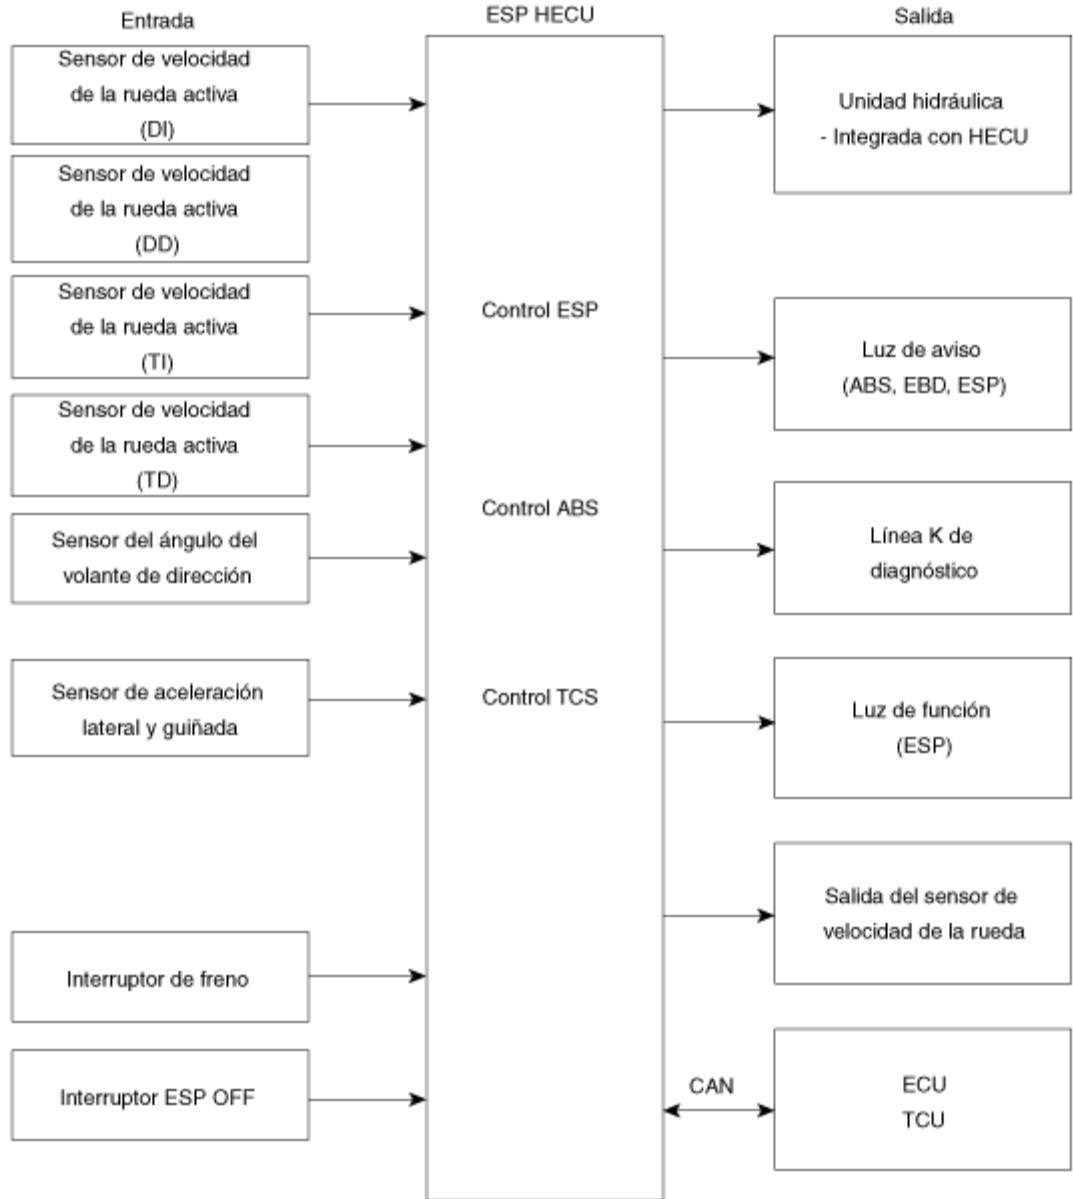 Entrada
ESP HECU
Salida
Sensor de velocidad
de la rueda activa
(DI)
Sensor de velocidad
de la rueda activa
(DD)
Sensor de velocidad
de la rueda activa
(TI)
Sensor de velocidad
de la rueda activa
(TD)
Sensor del ángulo del
volante de dirección
Sensor de aceleración
lateral y guiñada
Interruptor de freno
Interruptor ESP OFF
Control ESP
Control ABS
Control TCS
Unidad hidráulica
- Integrada con HECU
Luz de aviso
(ABS, EBD, ESP)
Línea K de
diagnóstico
Luz de función
(ESP)
Salida del sensor de
velocidad de la rueda
CAN
ECU
TCU